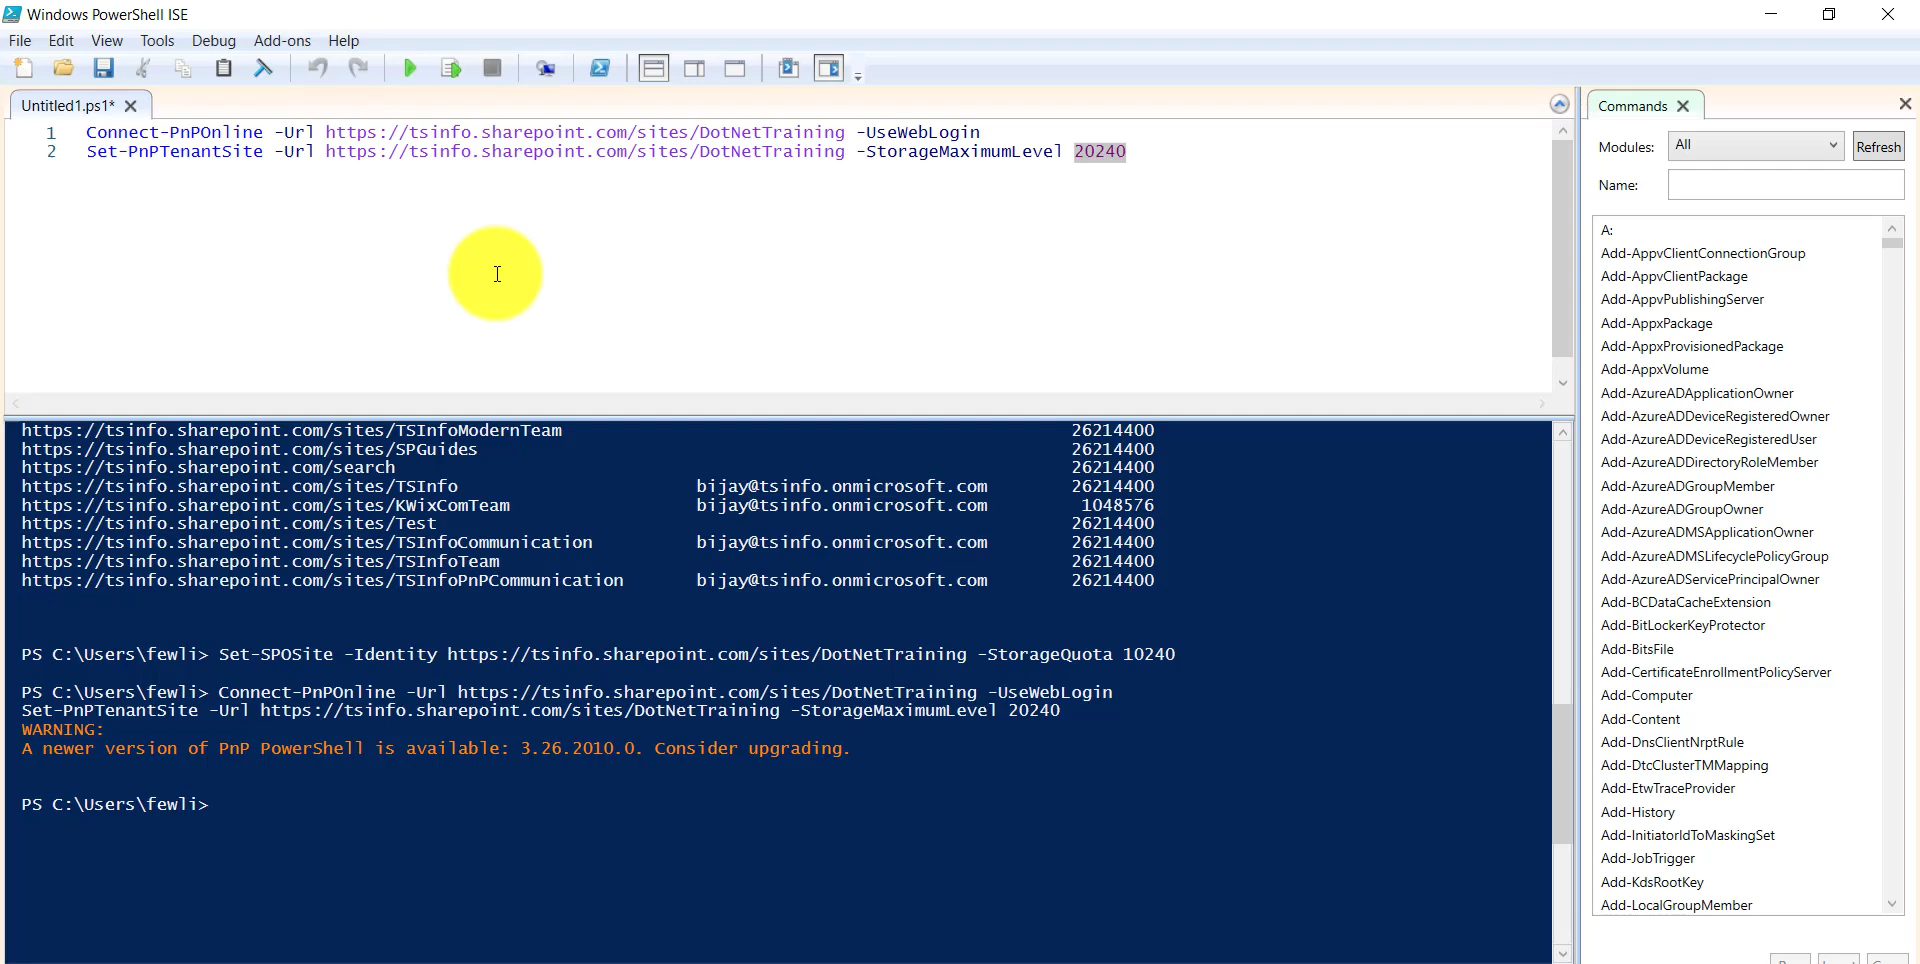 Windows PowerShell ISE
File Edit View Tools Debug Add-ons Help
Untitled1.ps1* 
1 Connect-PnPOnline -Url https://tsinfo.sharepoint.com/sites/DotNetTraining -UseWebLogin
2 Set-PnPTenantSite -Url https://tsinfo.sharepoint.com/sites/DotNetTraining -StorageMaximumLevel 20240
https://tsinfo.sharepoint.com/sites/TSInfoModernTeam 26214400
https://tsinfo.sharepoint.com/sites/SPGuides 26214400
https://tsinfo.sharepoint.com/search 26214400
https://tsinfo.sharepoint.com/sites/TSInfo bijay@tsinfo.onmicrosoft.com 26214400
https://tsinfo.sharepoint.com/sites/KWixComTeam bijay@tsinfo.onmicrosoft.com 1048576
https://tsinfo.sharepoint.com/sites/Test 26214400
https://tsinfo.sharepoint.com/sites/TSInfoCommunication bijay@tsinfo.onmicrosoft.com 26214400
https://tsinfo.sharepoint.com/sites/TSInfoTeam 26214400
https://tsinfo.sharepoint.com/sites/TSInfoPnPCommunication bijay@tsinfo.onmicrosoft.com 26214400
PS C:\Users\fewli> Set-SPOSite -Identity https://tsinfo.sharepoint.com/sites/DotNetTraining -StorageQuota 10240
PS C:\Users\fewli> Connect-PnPOnline -Url https://tsinfo.sharepoint.com/sites/DotNetTraining -UseWebLogin
Set-PnPTenantSite -Url https://tsinfo.sharepoint.com/sites/DotNetTraining -StorageMaximumLevel 20240
WARNING:
A newer version of PnP PowerShell is available: 3.26.2010.0. Consider upgrading.
PS C:\Users\fewli>
Commands
Modules: All Refresh
Name:
A:
Add-AppvClientConnectionGroup
Add-AppvClientPackage
Add-AppvPublishingServer
Add-AppxPackage
Add-AppxProvisionedPackage
Add-AppxVolume
Add-AzureADApplicationOwner
Add-AzureADDeviceRegisteredOwner
Add-AzureADDeviceRegisteredUser
Add-AzureADDirectoryRoleMember
Add-AzureADGroupMember
Add-AzureADGroupOwner
Add-AzureADMSApplicationOwner
Add-AzureADMSLifecyclePolicyGroup
Add-AzureADServicePrincipalOwner
Add-BCDataCacheExtension
Add-BitLockerKeyProtector
Add-BitsFile
Add-CertificateEnrollmentPolicyServer
Add-Computer
Add-Content
Add-DnsClientNrptRule
Add-DtcClusterTMMapping
Add-EtwTraceProvider
Add-History
Add-InitiatorIdToMaskingSet
Add-JobTrigger
Add-KdsRootKey
Add-LocalGroupMember